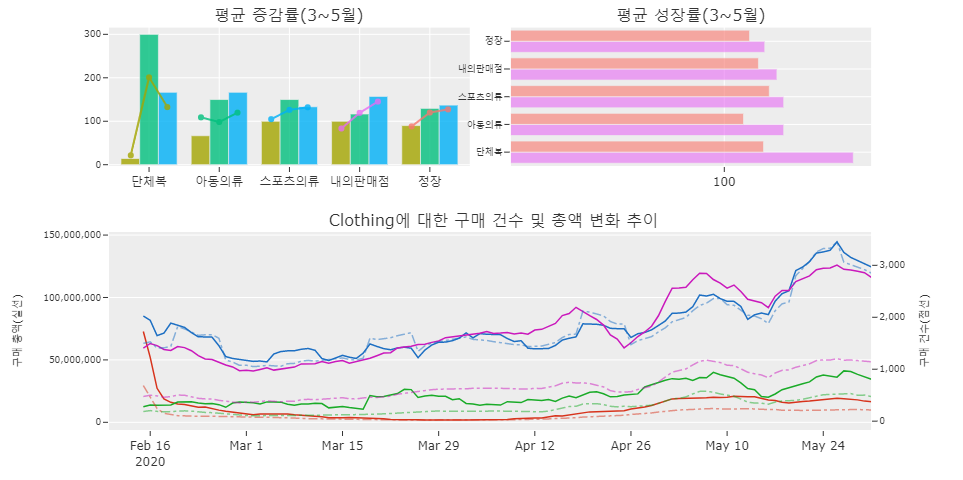 평균 증감률(3~5월)
300
200
100
0
단체복 아동의류 스포츠의류 내의판매점 정장
평균 성장률(3~5월)
정장
내의판매점
스포츠의류
아동의류
단체복
100
Clothing에 대한 구매 건수 및 총액 변화 추이
구매 총액(실선)
150,000,000
100,000,000
50,000,000
0
3,000
2,000
1,000
0
구매 건수(점선)
Feb 16 Mar 1 Mar 15 Mar 29 Apr 12 Apr 26 May 10 May 24
2020